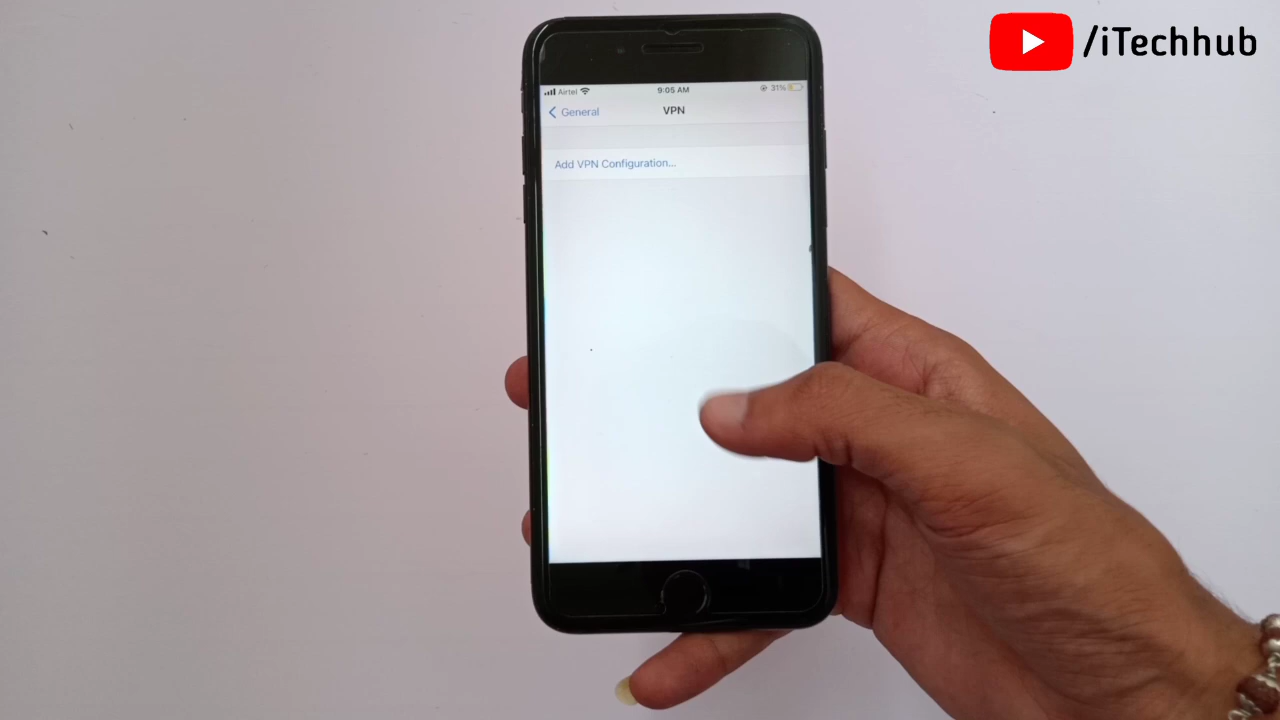 /iTechhub
Airtel 9:05 AM 31%
General VPN
Add VPN Configuration...